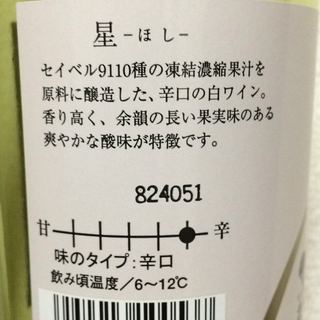 星 -ほし-
セイベル9110種の凍結濃縮果汁を
原料に醸造した、辛口の白ワイン。
香り高く、余韻の長い果実味のある
爽やかな酸味が特徴です。
824051
甘 辛
味のタイプ:辛口
飲み頃温度/6～12℃